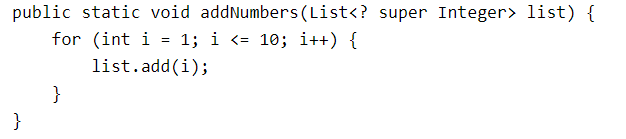 public static void addNumbers(List<? super Integer> list) {
    for (int i = 1; i <= 10; i++) {
        list.add(i);
    }
}